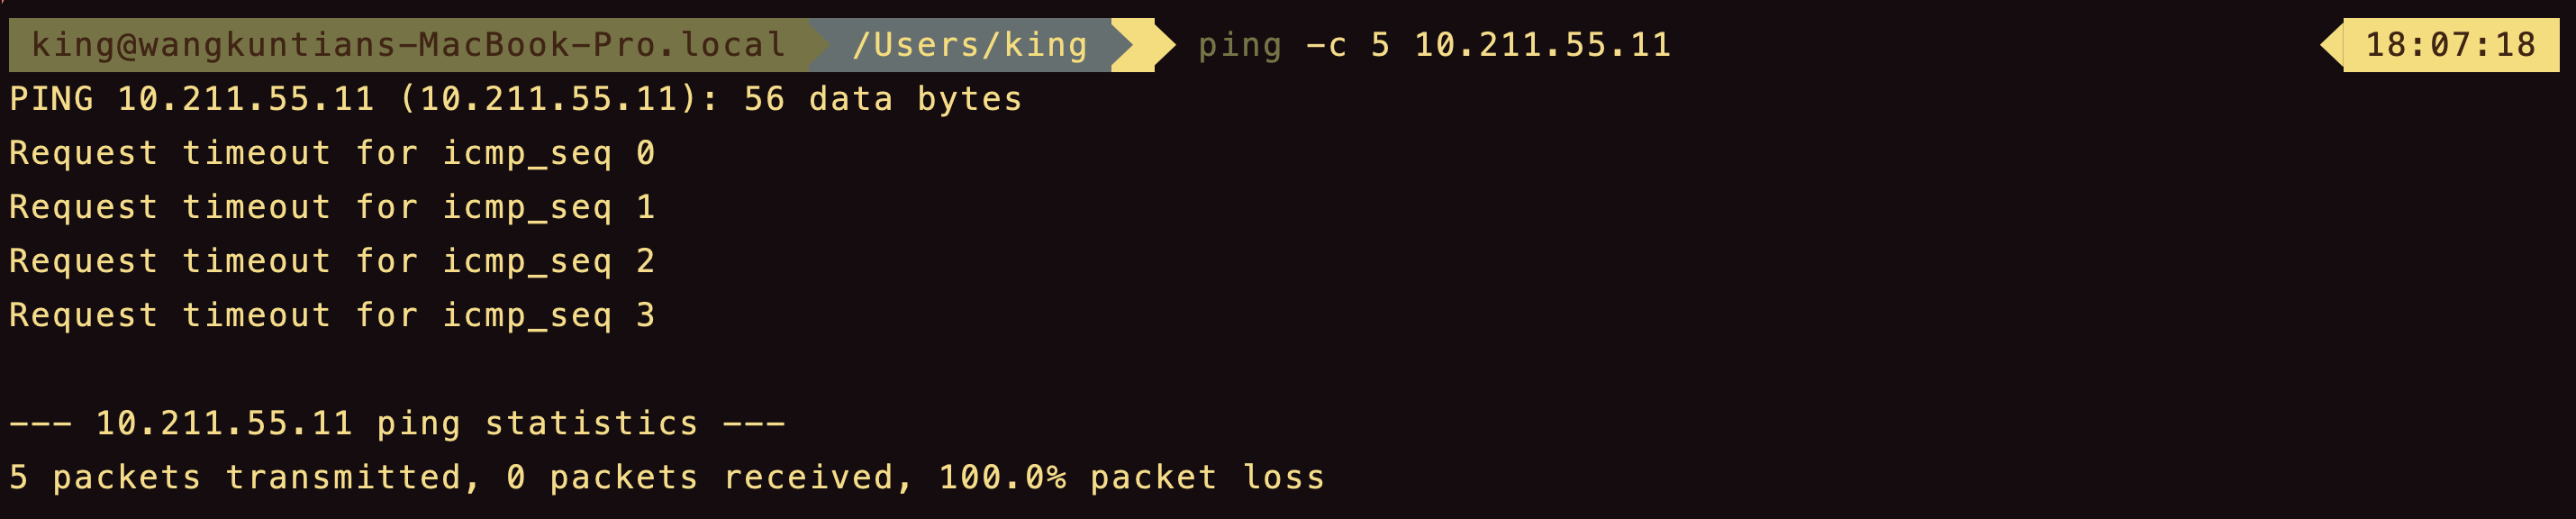 king@wangkuntians-MacBook-Pro.local /Users/king ping -c 5 10.211.55.11 18:07:18
PING 10.211.55.11 (10.211.55.11): 56 data bytes
Request timeout for icmp_seq 0
Request timeout for icmp_seq 1
Request timeout for icmp_seq 2
Request timeout for icmp_seq 3
--- 10.211.55.11 ping statistics ---
5 packets transmitted, 0 packets received, 100.0% packet loss